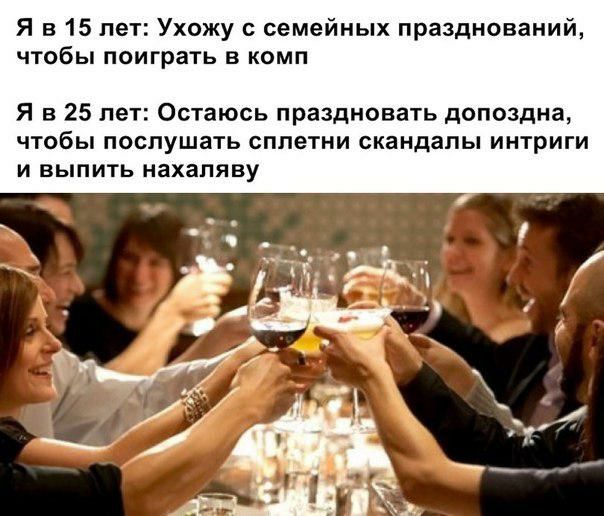 Я в 15 лет: Ухожу с семейных празднований,
чтобы поиграть в комп
Я в 25 лет: Остаюсь праздновать допоздна,
чтобы послушать сплетни скандалы интриги
и выпить нахаляву